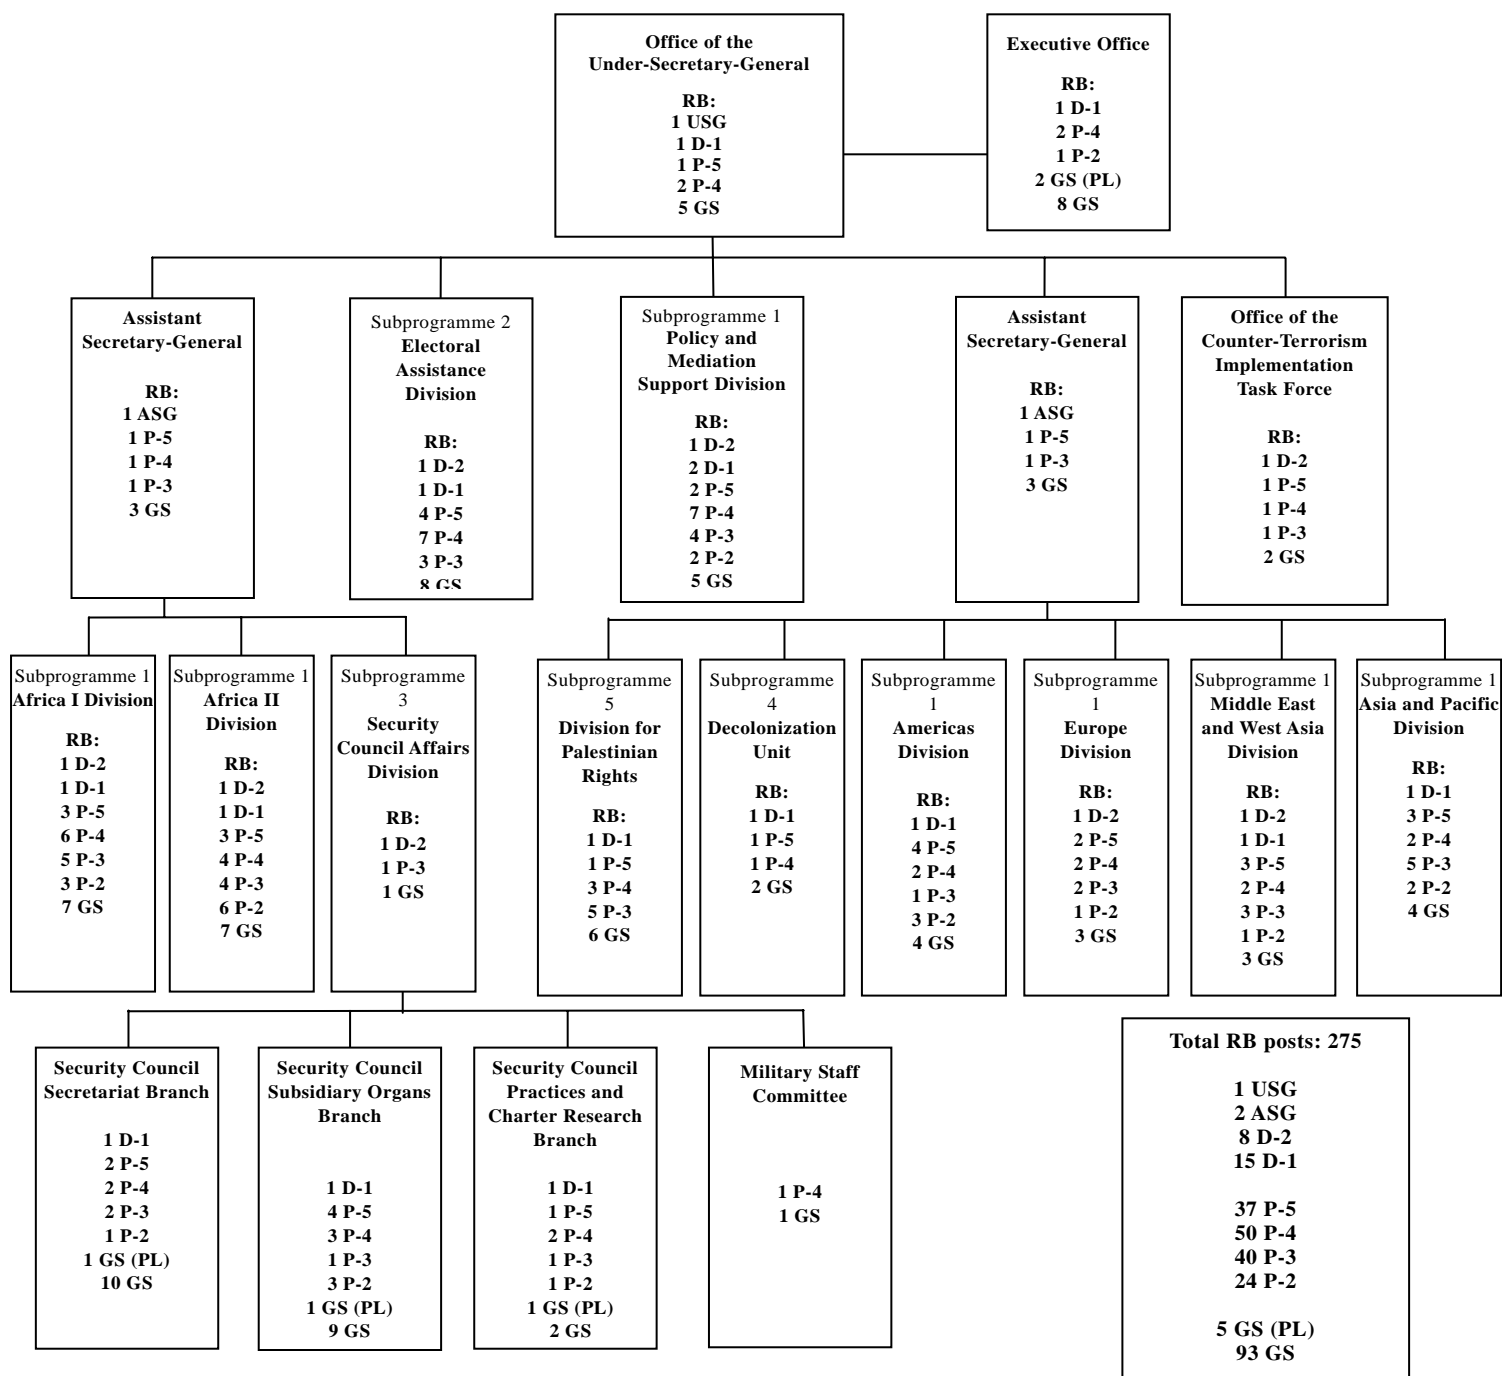 Office of the
Under-Secretary-General
RB:
1 USG
1 D-1
1 P-5
2 P-4
5 GS
Executive Office
RB:
1 D-1
2 P-4
1 P-2
2 GS (PL)
8 GS
Assistant
Secretary-General
RB:
1 ASG
1 P-5
1 P-4
1 P-3
3 GS
Subprogramme 2
Electoral
Assistance
Division
RB:
1 D-2
1 D-1
4 P-5
7 P-4
3 P-3
8 GS
Subprogramme 1
Policy and
Mediation
Support Division
RB:
1 D-2
2 D-1
2 P-5
7 P-4
4 P-3
2 P-2
5 GS
Assistant
Secretary-General
RB:
1 ASG
1 P-5
1 P-3
3 GS
Office of the
Counter-Terrorism
Implementation
Task Force
RB:
1 D-2
1 P-5
1 P-4
1 P-3
2 GS
Subprogramme 1
Africa I Division
RB:
1 D-2
1 D-1
3 P-5
6 P-4
5 P-3
3 P-2
7 GS
Subprogramme 1
Africa II
Division
RB:
1 D-2
1 D-1
3 P-5
4 P-4
4 P-3
6 P-2
7 GS
Subprogramme
3
Security
Council Affairs
Division
RB:
1 D-2
1 P-3
1 GS
Subprogramme
5
Division for
Palestinian
Rights
RB:
1 D-1
1 P-5
3 P-4
5 P-3
6 GS
Subprogramme
4
Decolonization
Unit
RB:
1 D-1
1 P-5
1 P-4
2 GS
Subprogramme
1
Americas
Division
RB:
1 D-1
4 P-5
2 P-4
1 P-3
3 P-2
4 GS
Subprogramme
1
Europe
Division
RB:
1 D-2
2 P-5
2 P-4
2 P-3
1 P-2
3 GS
Subprogramme 1
Middle East
and West Asia
Division
RB:
1 D-2
1 D-1
3 P-5
2 P-4
3 P-3
1 P-2
3 GS
Subprogramme 1
Asia and Pacific
Division
RB:
1 D-1
3 P-5
2 P-4
5 P-3
2 P-2
4 GS
Security Council
Secretariat Branch
1 D-1
2 P-5
2 P-4
2 P-3
1 P-2
1 GS (PL)
10 GS
Security Council
Subsidiary Organs
Branch
1 D-1
4 P-5
3 P-4
1 P-3
3 P-2
1 GS (PL)
9 GS
Security Council
Practices and
Charter Research
Branch
1 D-1
1 P-5
2 P-4
1 P-3
1 P-2
1 GS (PL)
2 GS
Military Staff
Committee
1 P-4
1 GS
Total RB posts: 275
1 USG
2 ASG
8 D-2
15 D-1
37 P-5
50 P-4
40 P-3
24 P-2
5 GS (PL)
93 GS